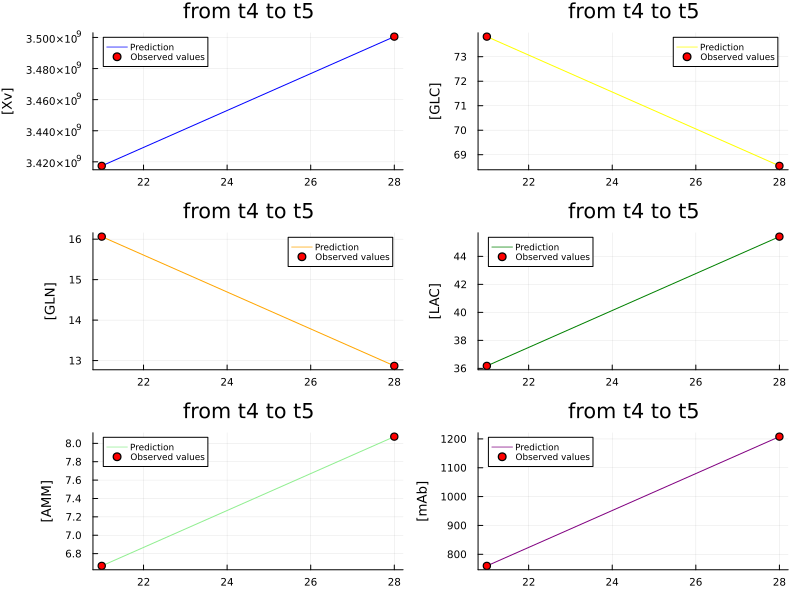 from t4 to t5
[Xv]
3.500×10⁹
3.480×10⁹
3.460×10⁹
3.440×10⁹
3.420×10⁹
Prediction
Observed values
22 24 26 28
from t4 to t5
[GLC]
73
72
71
70
69
Prediction
Observed values
22 24 26 28
from t4 to t5
[GLN]
16
15
14
13
Prediction
Observed values
22 24 26 28
from t4 to t5
[LAC]
44
42
40
38
36
Prediction
Observed values
22 24 26 28
from t4 to t5
[AMM]
8.0
7.8
7.6
7.4
7.2
7.0
6.8
Prediction
Observed values
22 24 26 28
from t4 to t5
[mAb]
1200
1100
1000
900
800
Prediction
Observed values
22 24 26 28